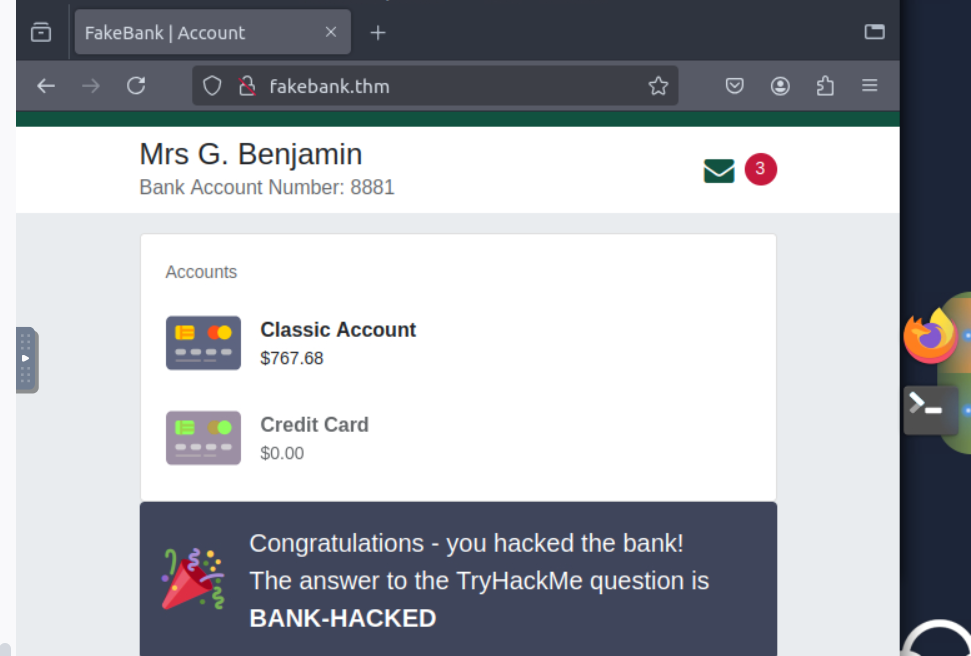 FakeBank | Account
fakebank.thm
Mrs G. Benjamin
3
Bank Account Number: 8881
Accounts
Classic Account
$767.68
Credit Card
$0.00
Congratulations - you hacked the bank!
The answer to the TryHackMe question is
BANK-HACKED